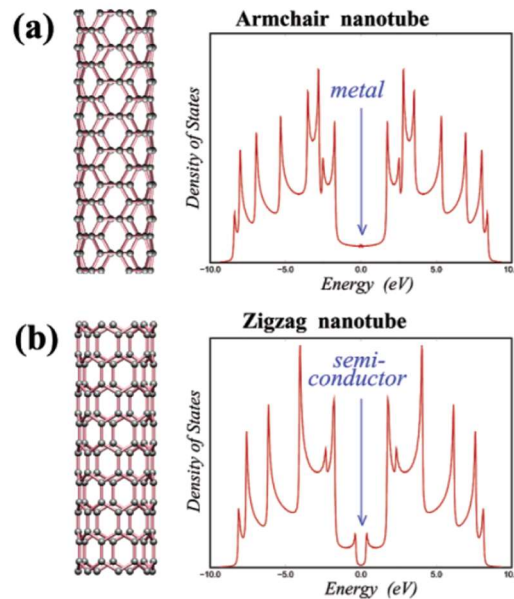 (a)
Armchair nanotube
metal
Density of States
−10.0 −5.0 0.0 5.0 10.
Energy (eV)
(b)
Zigzag nanotube
semi-
conductor
Density of States
−10.0 −5.0 0.0 5.0 10.
Energy (eV)